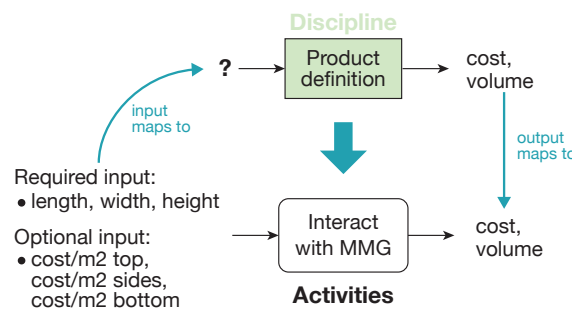 Discipline
?
Product
definition
cost,
volume
input
maps to
output
maps to
Required input:
• length, width, height
Optional input:
• cost/m2 top,
cost/m2 sides,
cost/m2 bottom
Interact
with MMG
cost,
volume
Activities